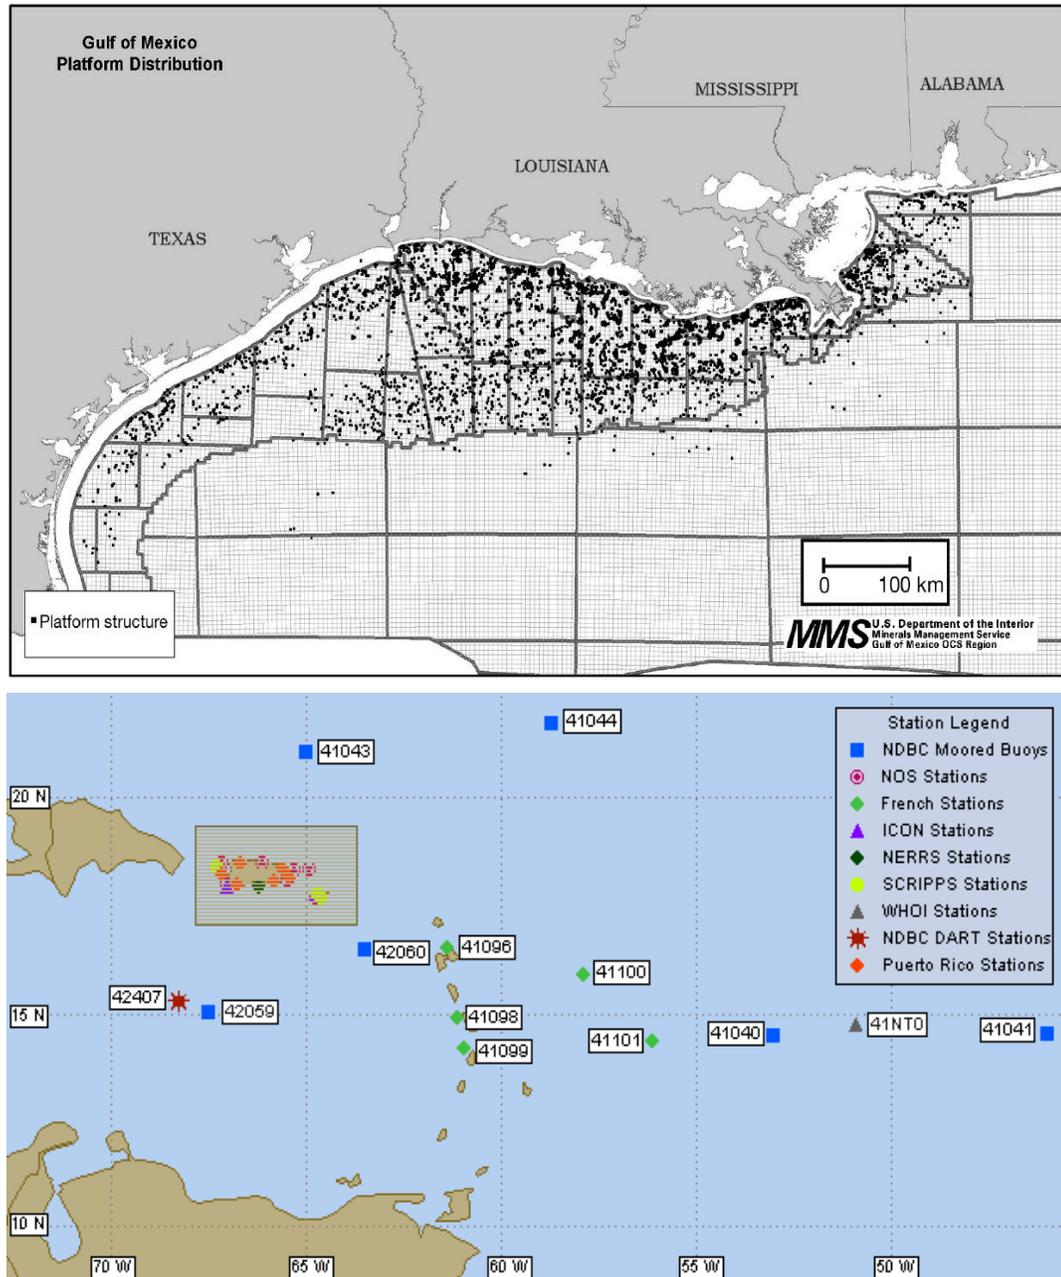 Gulf of Mexico
Platform Distribution
MISSISSIPPI
ALABAMA
LOUISIANA
TEXAS
0 100 km
Platform structure
MMS
U.S. Department of the Interior
Minerals Management Service
Gulf of Mexico OCS Region
Station Legend
NDBC Moored Buoys
NOS Stations
French Stations
ICON Stations
NERRS Stations
SCRIPPS Stations
WHOI Stations
NDBC DART Stations
Puerto Rico Stations
41044
41043
20 N
42060
41096
41100
42407
42059
15 N
41098
41099
41101
41040
41NT0
41041
10 N
70 W
65 W
60 W
55 W
50 W